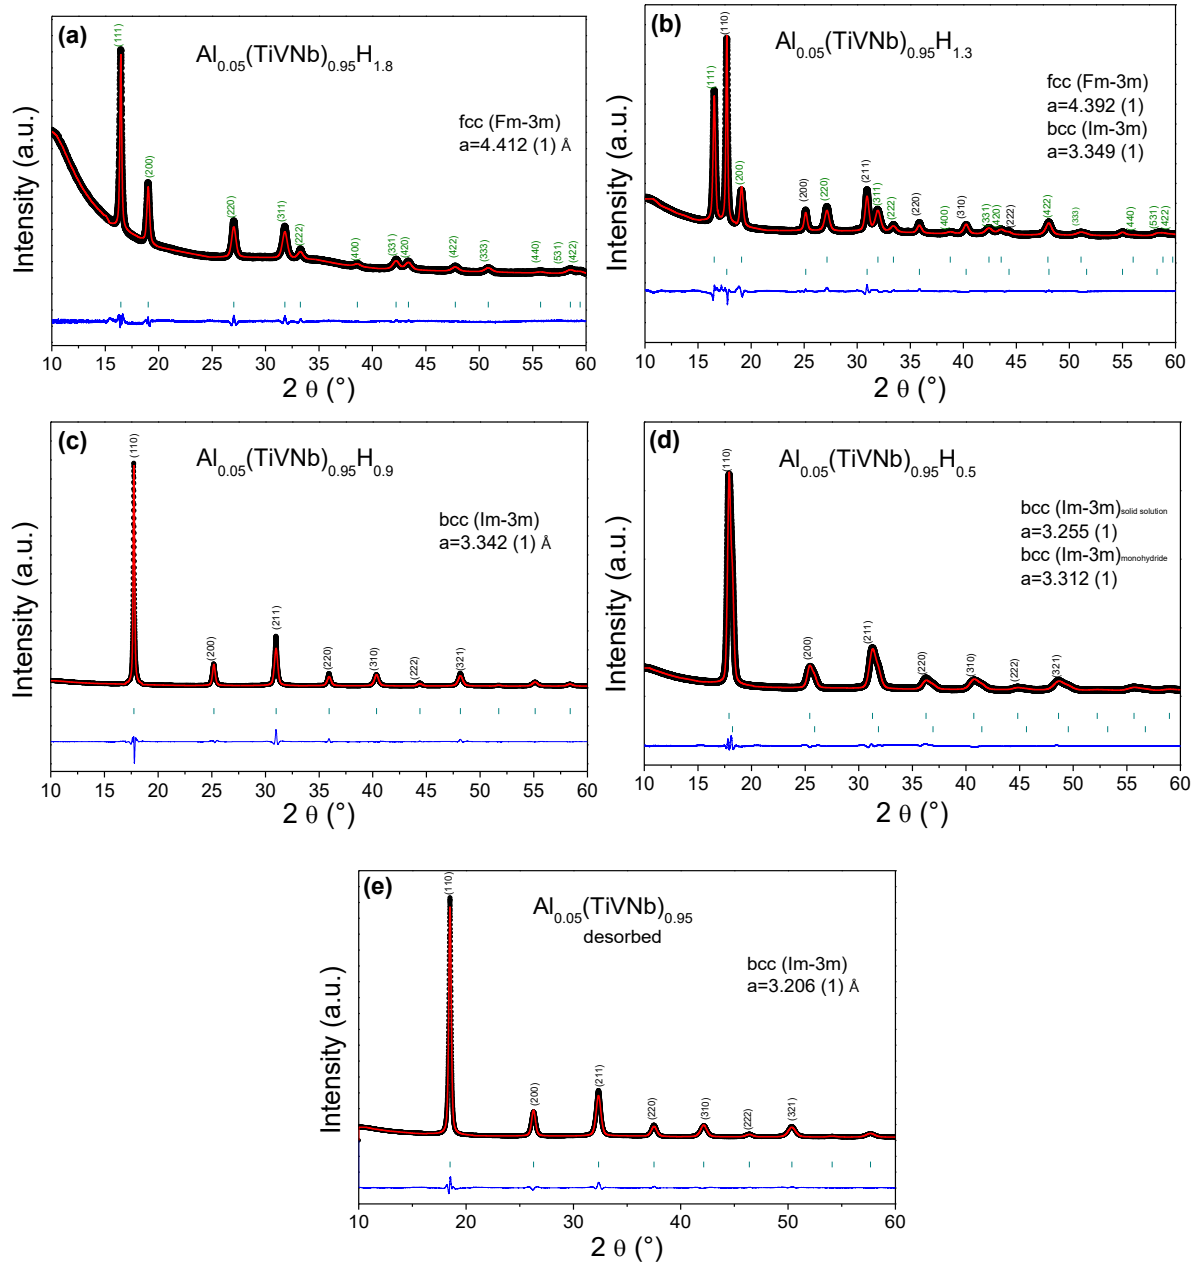 (a)
Al0.05(TiVNb)0.95H1.8
fcc (Fm-3m)
a=4.412 (1) Å
(111)
(200)
(220)
(311)
(222)
(400)
(331)
(420)
(422)
(333)
(440)
(531)
(422)
Intensity (a.u.)
10 15 20 25 30 35 40 45 50 55 60
2 θ (°)
(b)
Al0.05(TiVNb)0.95H1.3
fcc (Fm-3m)
a=4.392 (1)
bcc (Im-3m)
a=3.349 (1)
(111)
(110)
(200)
(200)
(220)
(211)
(311)
(222)
(220)
(400)
(310)
(331)
(420)
(222)
(422)
(333)
(440)
(531)
(422)
Intensity (a.u.)
10 15 20 25 30 35 40 45 50 55 60
2 θ (°)
(c)
Al0.05(TiVNb)0.95H0.9
bcc (Im-3m)
a=3.342 (1) Å
(110)
(200)
(211)
(220)
(310)
(222)
(321)
Intensity (a.u.)
10 15 20 25 30 35 40 45 50 55 60
2 θ (°)
(d)
Al0.05(TiVNb)0.95H0.5
bcc (Im-3m)solid solution
a=3.255 (1)
bcc (Im-3m)monohydride
a=3.312 (1)
(110)
(200)
(211)
(220)
(310)
(222)
(321)
Intensity (a.u.)
10 15 20 25 30 35 40 45 50 55 60
2 θ (°)
(e)
Al0.05(TiVNb)0.95
desorbed
bcc (Im-3m)
a=3.206 (1) Å
(110)
(200)
(211)
(220)
(310)
(222)
(321)
Intensity (a.u.)
10 20 30 40 50 60
2 θ (°)